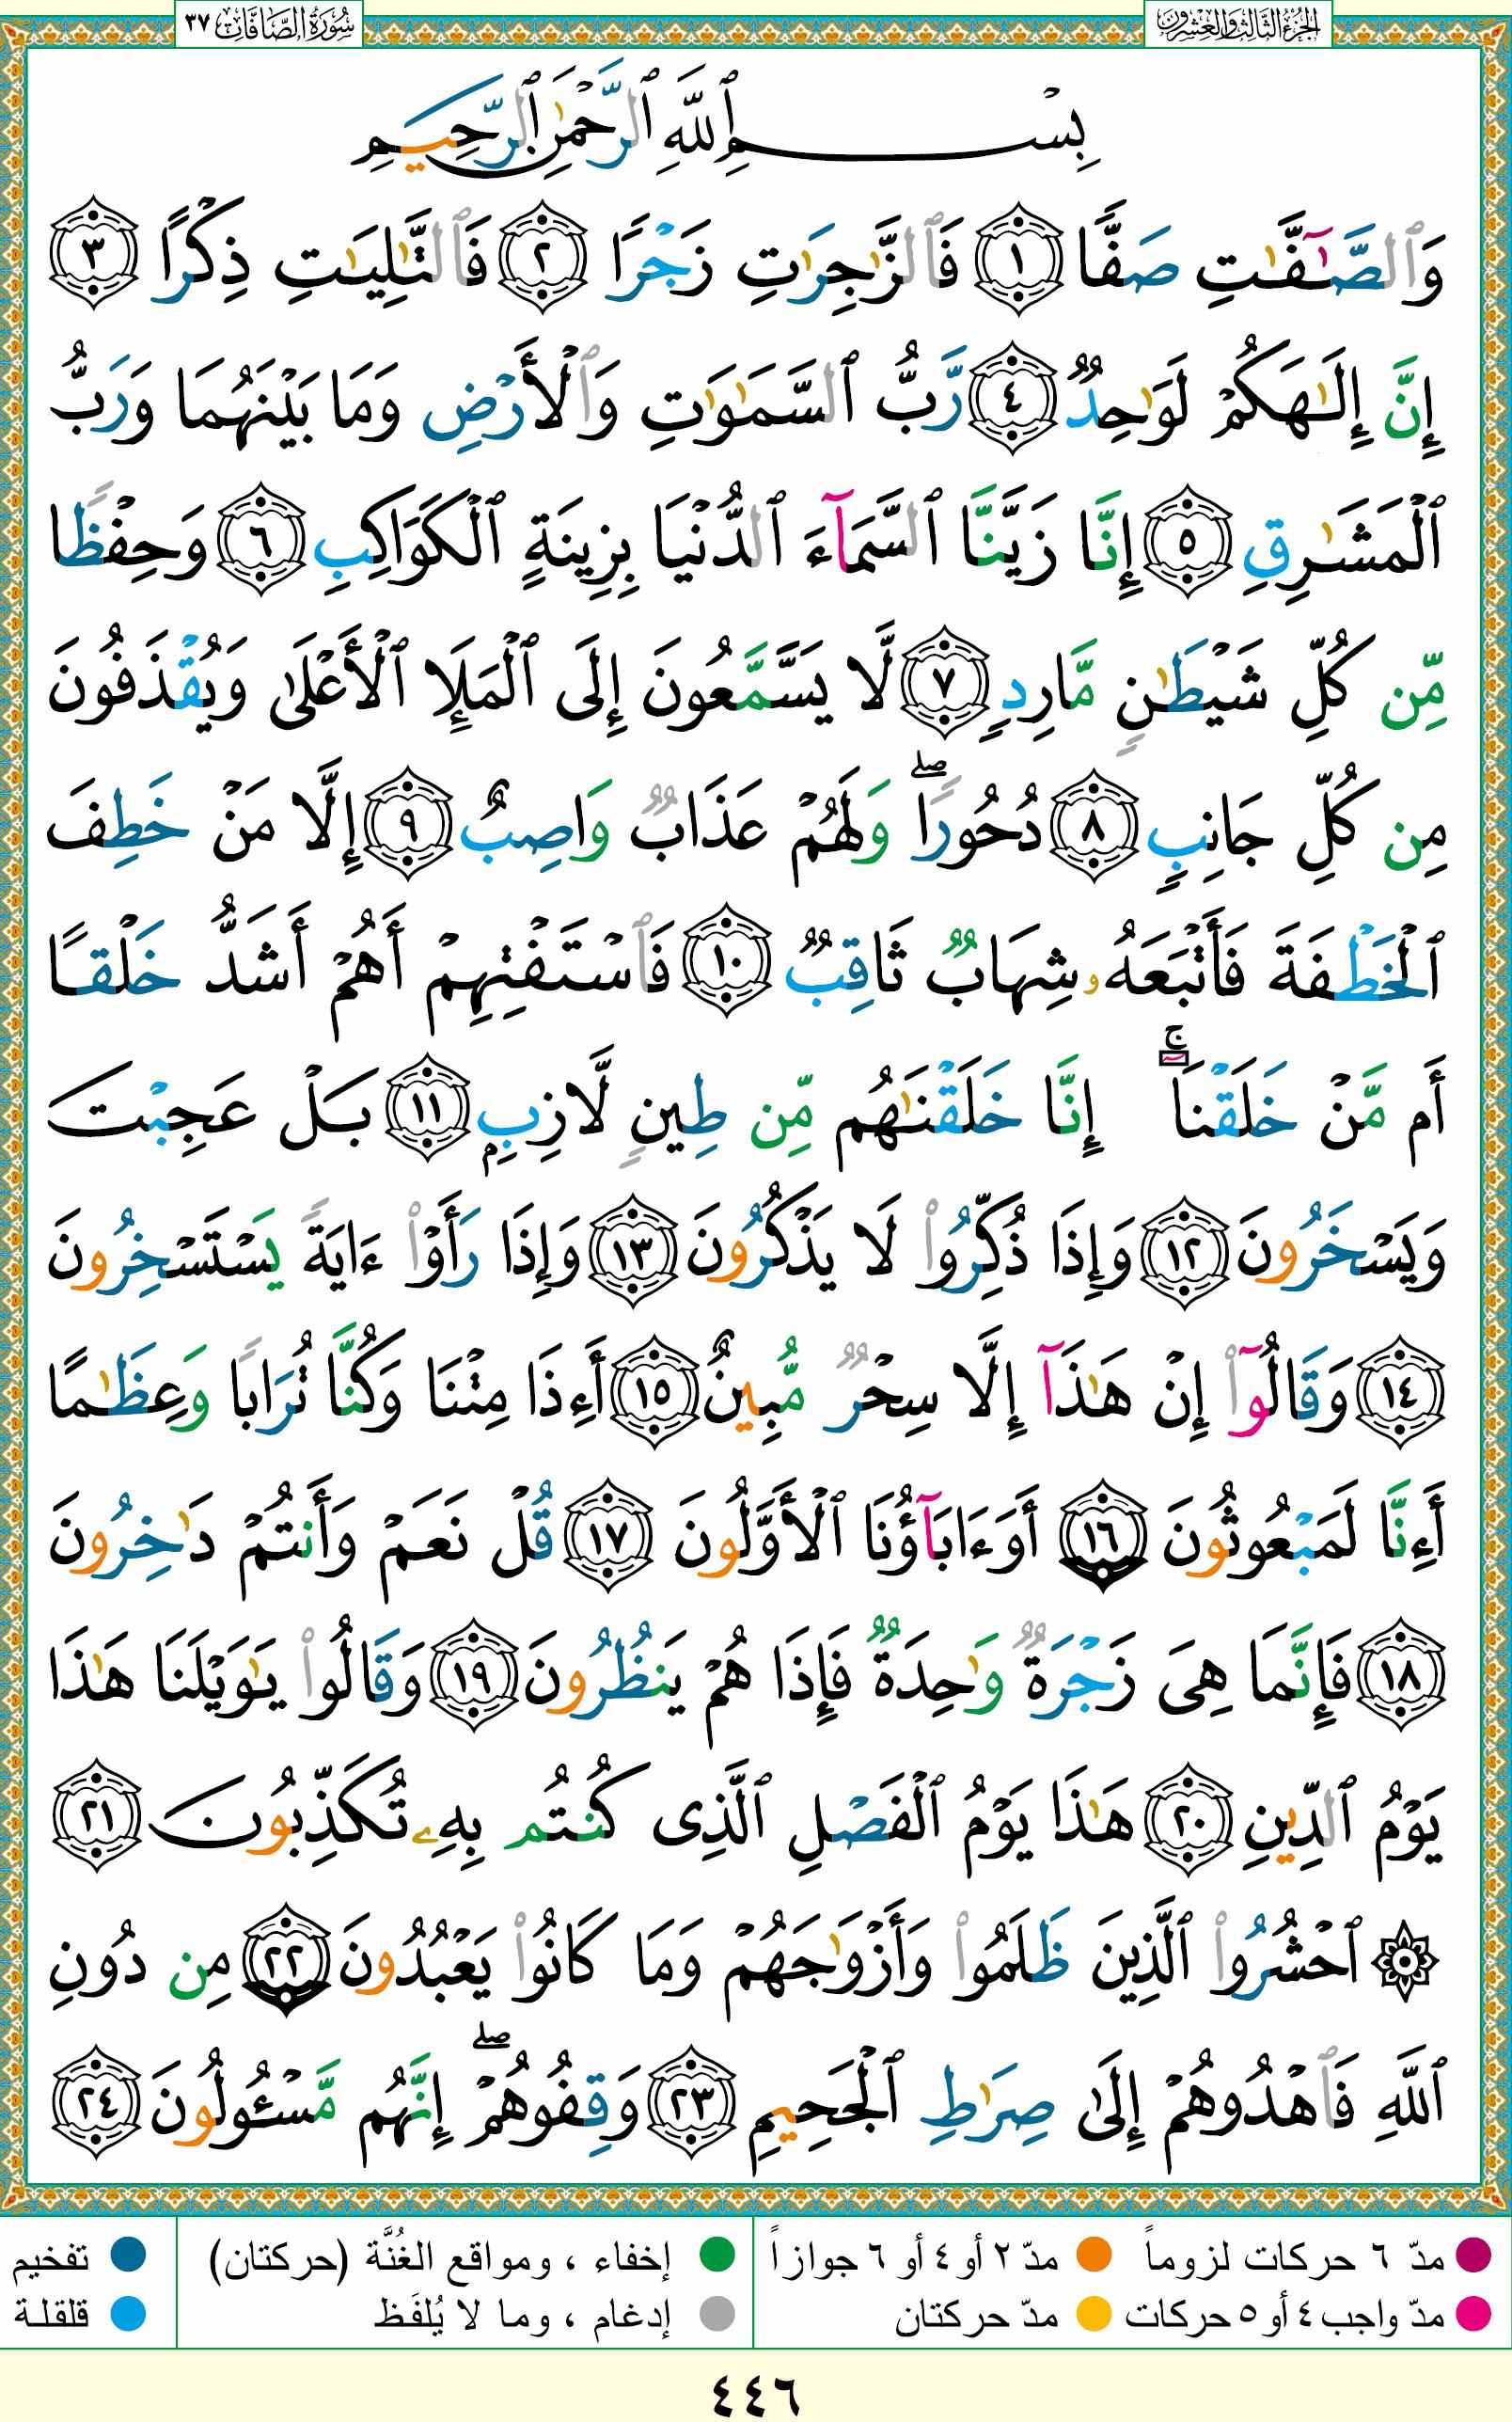 الجزء الثالث والعشرون
سورة الصافات ٣٧
بِسْمِ ٱللَّهِ ٱلرَّحْمَٰنِ ٱلرَّحِيمِ
وَٱلصَّٰٓفَّٰتِ صَفًّا ١ فَٱلزَّٰجِرَٰتِ زَجْرًا ٢ فَٱلتَّٰلِيَٰتِ ذِكْرًا ٣
إِنَّ إِلَٰهَكُمْ لَوَٰحِدٌ ٤ رَّبُّ ٱلسَّمَٰوَٰتِ وَٱلْأَرْضِ وَمَا بَيْنَهُمَا وَرَبُّ
ٱلْمَشَٰرِقِ ٥ إِنَّا زَيَّنَّا ٱلسَّمَآءَ ٱلدُّنْيَا بِزِينَةٍ ٱلْكَوَاكِبِ ٦ وَحِفْظًا
مِّن كُلِّ شَيْطَٰنٍ مَّارِدٍ ٧ لَّا يَسَّمَّعُونَ إِلَى ٱلْمَلَإِ ٱلْأَعْلَىٰ وَيُقْذَفُونَ
مِن كُلِّ جَانِبٍ ٨ دُحُورًا ۖ وَلَهُمْ عَذَابٌ وَاصِبٌ ٩ إِلَّا مَنْ خَطِفَ
ٱلْخَطْفَةَ فَأَتْبَعَهُۥ شِهَابٌ ثَاقِبٌ ١٠ فَٱسْتَفْتِهِمْ أَهُمْ أَشَدُّ خَلْقًا
أَم مَّنْ خَلَقْنَآ ۚ إِنَّا خَلَقْنَٰهُم مِّن طِينٍ لَّازِبٍۭ ١١ بَلْ عَجِبْتَ
وَيَسْخَرُونَ ١٢ وَإِذَا ذُكِّرُوا۟ لَا يَذْكُرُونَ ١٣ وَإِذَا رَأَوْا۟ ءَايَةً يَسْتَسْخِرُونَ
١٤ وَقَالُوٓا۟ إِنْ هَٰذَآ إِلَّا سِحْرٌ مُّبِينٌ ١٥ أَءِذَا مِتْنَا وَكُنَّا تُرَابًا وَعِظَٰمًا
أَءِنَّا لَمَبْعُوثُونَ ١٦ أَوَءَابَآؤُنَا ٱلْأَوَّلُونَ ١٧ قُلْ نَعَمْ وَأَنتُمْ دَٰخِرُونَ
١٨ فَإِنَّمَا هِىَ زَجْرَةٌ وَٰحِدَةٌ فَإِذَا هُمْ يَنظُرُونَ ١٩ وَقَالُوا۟ يَٰوَيْلَنَا هَٰذَا
يَوْمُ ٱلدِّينِ ٢٠ هَٰذَا يَوْمُ ٱلْفَصْلِ ٱلَّذِى كُنتُم بِهِۦ تُكَذِّبُونَ ٢١
۞ ٱحْشُرُوا۟ ٱلَّذِينَ ظَلَمُوا۟ وَأَزْوَٰجَهُمْ وَمَا كَانُوا۟ يَعْبُدُونَ ٢٢ مِن دُونِ
ٱللَّهِ فَٱهْدُوهُمْ إِلَىٰ صِرَٰطِ ٱلْجَحِيمِ ٢٣ وَقِفُوهُمْ ۖ إِنَّهُم مَّسْـُٔولُونَ ٢٤
مدّ ٦ حركات لزوماً مدّ ٢ أو ٤ أو ٦ جوازاً إخفاء ، ومواقع الغُنَّة (حركتان) تفخيم
مدّ واجب ٤ أو ٥ حركات مدّ حركتان إدغام ، وما لا يُلفَظ قلقلة
٤٤٦